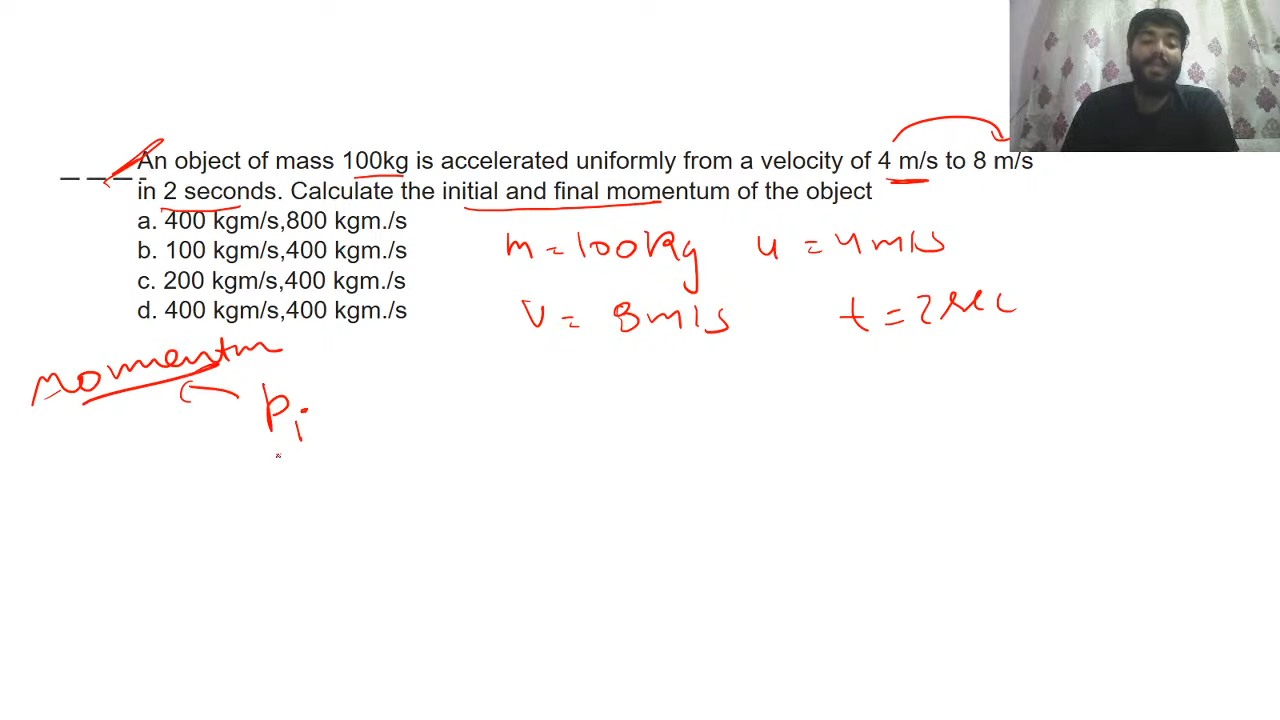 An object of mass 100kg is accelerated uniformly from a velocity of 4 m/s to 8 m/s
in 2 seconds. Calculate the initial and final momentum of the object
a. 400 kgm/s,800 kgm./s
b. 100 kgm/s,400 kgm./s
c. 200 kgm/s,400 kgm./s
d. 400 kgm/s,400 kgm./s
m = 100kg u = 4m/s
v = 8m/s t = 2sec
Momentum
Pi